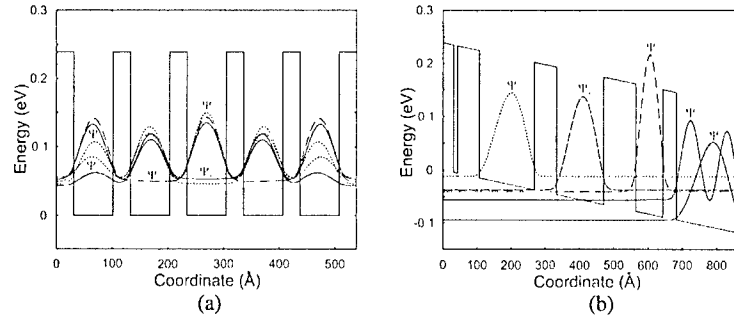 0.3
0.2
0.1
0
Energy (eV)
0 100 200 300 400 500
Coordinate (Å)
(a)
Ψ
Ψ
Ψ
Ψ
0.3
0.2
0.1
0
-0.1
Energy (eV)
0 100 200 300 400 500 600 700 800
Coordinate (Å)
(b)
Ψ
Ψ
Ψ
Ψ
Ψ